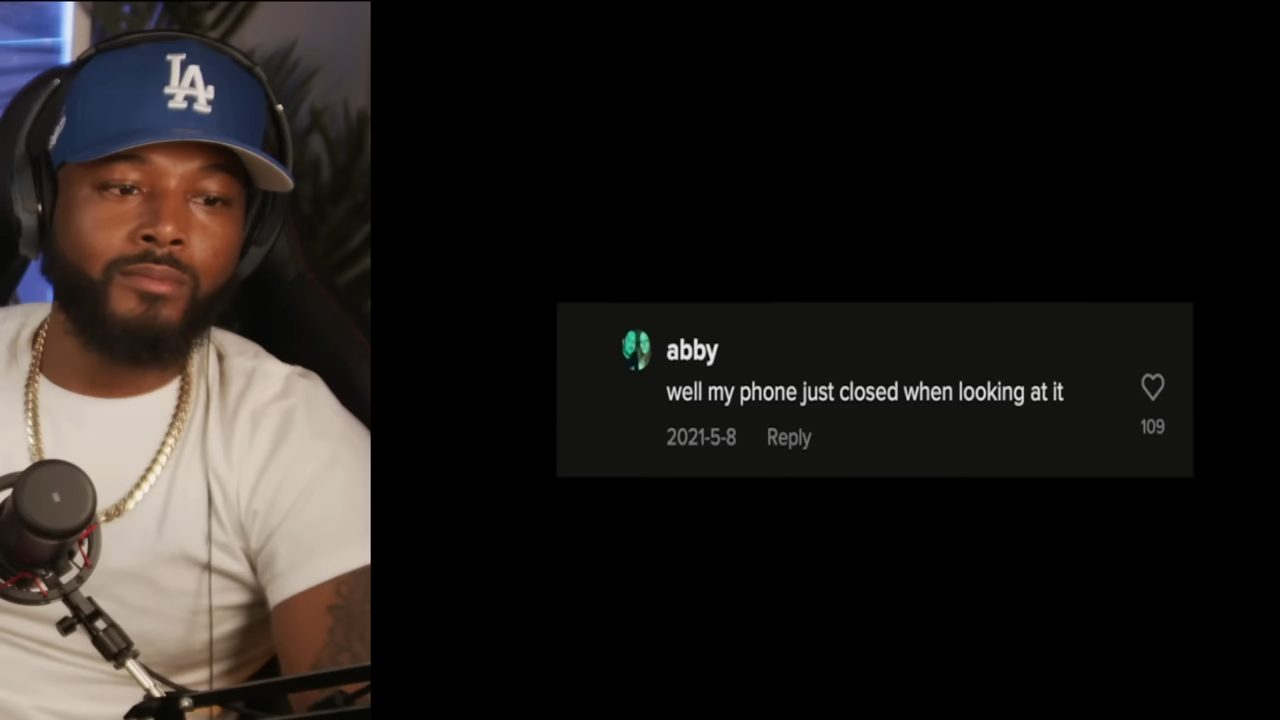 LA
abby
well my phone just closed when looking at it
2021-5-8 Reply
109